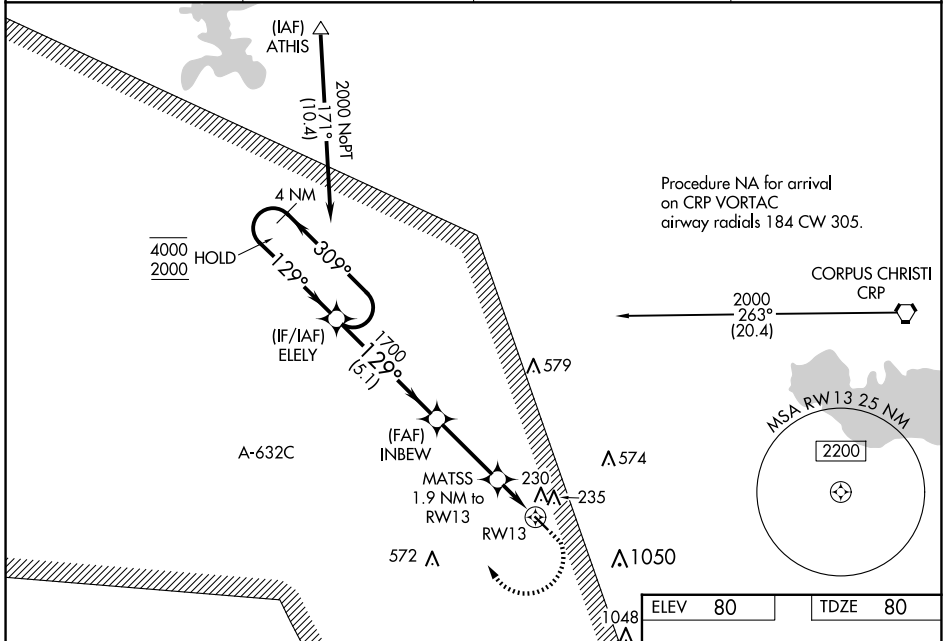 (IAF)
ATHIS
2000 NoPT
171°
(10.4)
4 NM
Procedure NA for arrival
on CRP VORTAC
airway radials 184 CW 305.
4000
2000
HOLD
309°
129°
CORPUS CHRISTI
CRP
2000
263°
(20.4)
(IF/IAF)
ELELY
1700
129°
(5.1)
579
MSA RW13 25 NM
2200
(FAF)
INBEW
A-632C
574
MATSS
1.9 NM to
RW13
230
235
RW13
572
1050
1048
ELEV 80
TDZE 80